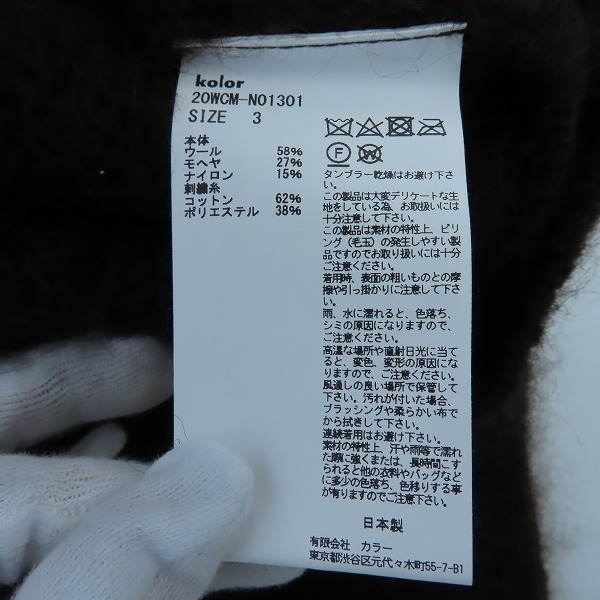 kolor
20WCM-N01301
SIZE 3
本体
ウール 58%
モヘヤ 27%
ナイロン 15%
刺繍糸
コットン 62%
ポリエステル 38%
F W
タンブラー乾燥はお避け下さ
い。
この製品は大変デリケートな生
地をしている為、お取扱いには
十分注意して下さい。
この製品は素材の特性上、ピリ
ング(毛玉)の発生しやすい製
品ですのでお取り扱いには十分
ご注意ください。
着用時、表面の粗いものとの摩
擦や引っ掛かりに注意して下さ
い。
雨、水に濡れると、色落ち、
シミの原因になりますので、
ご注意ください。
高温な場所や直射日光に当て
ると、変色、変形の原因にな
りますので、ご注意ください。
風通しの良い場所で保管して
下さい。汚れが付いた場合、
ブラッシングや柔らかい布で
から拭きして下さい。
連続着用はお避け下さい。
素材の特性上、汗や雨等で濡れ
た際に強くまたは、長時間こす
られると他の衣料やバッグなど
に多少の色落ち、色移りする事
が有りますのでご注意ください。
日本製
有限会社 カラー
東京都渋谷区元代々木町55-7-B1